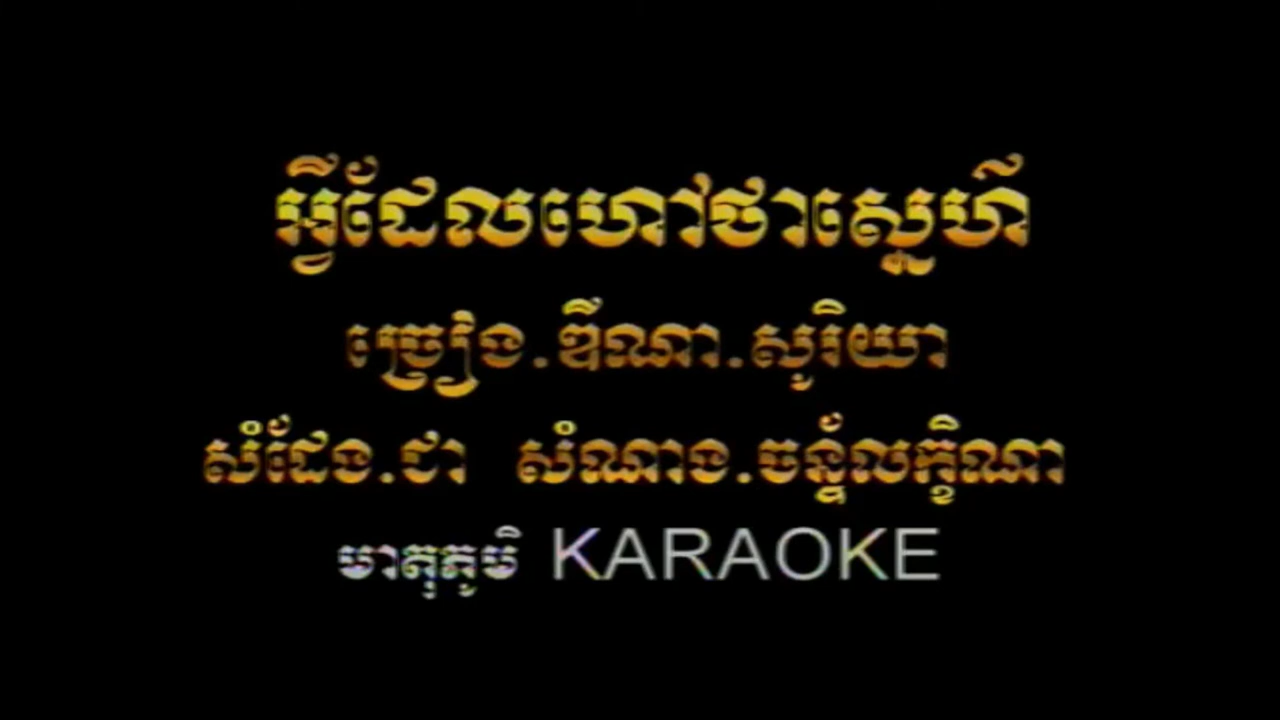 អ្វីដែលហៅថាស្នេហ៍
ច្រៀង.ឌីណា.សូរិយា
សំដែង.ជា សំណាង.ចន្ទ័លក្ខិណា
មាតុភូមិ KARAOKE